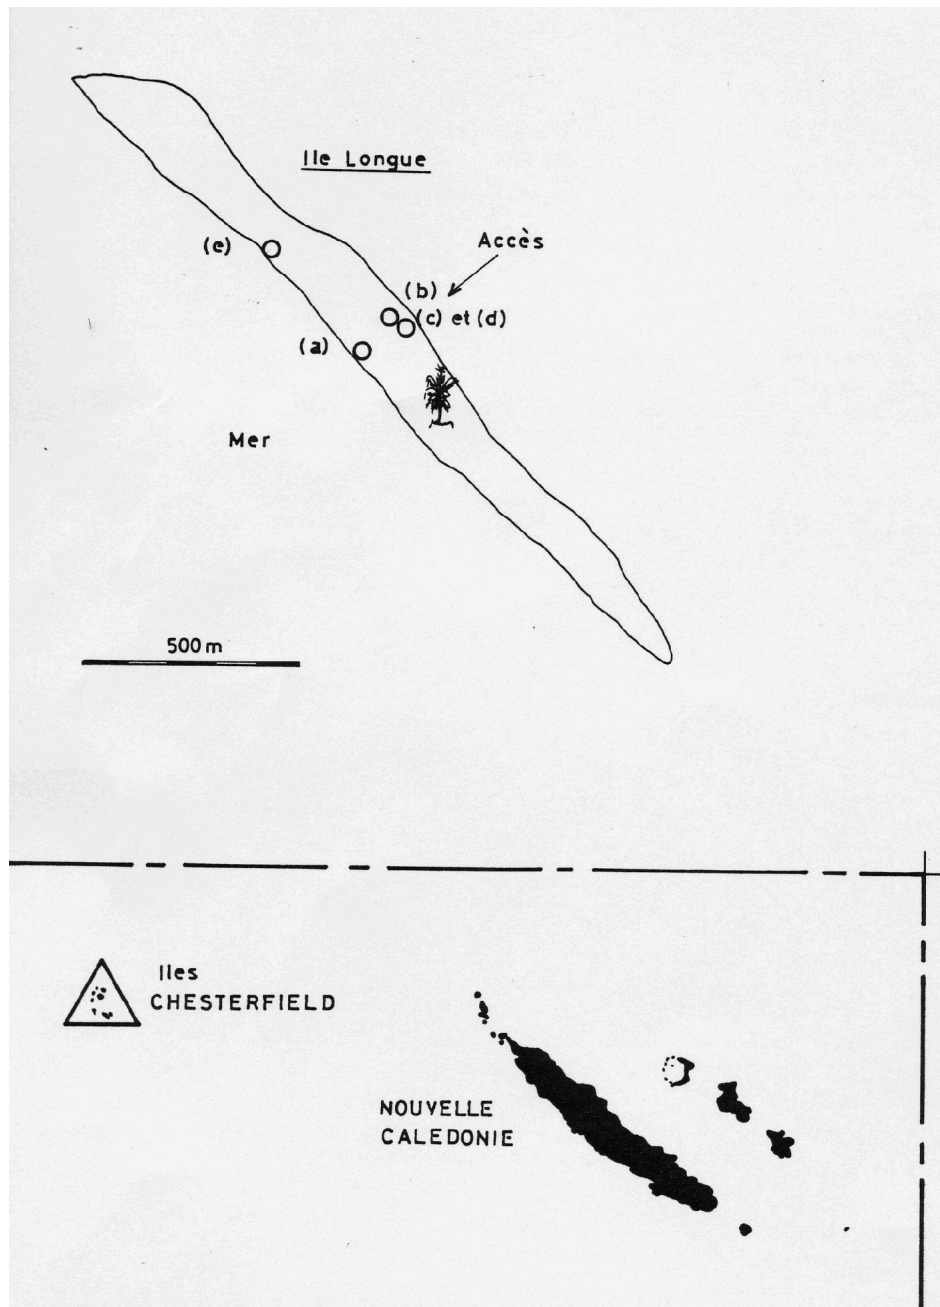 Ile Longue
Accès
(e)
(b)
(c) et (d)
(a)
Mer
500 m
Iles
CHESTERFIELD
NOUVELLE
CALEDONIE